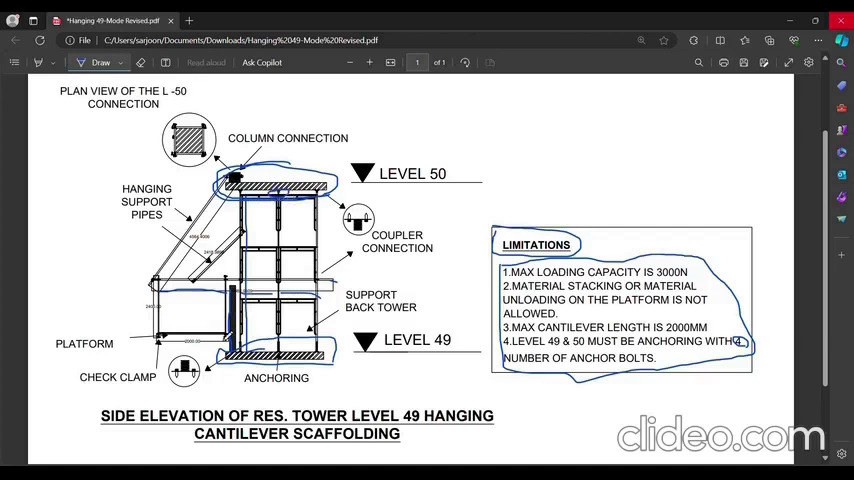 *Hanging 49-Mode Revised.pdf
File
C:/Users/sarjoon/Documents/Downloads/Hanging%2049-Mode%20Revised.pdf
Draw
Read aloud
Ask Copilot
1 of 1
PLAN VIEW OF THE L -50
CONNECTION
COLUMN CONNECTION
LEVEL 50
HANGING
SUPPORT
PIPES
COUPLER
CONNECTION
SUPPORT
BACK TOWER
LEVEL 49
PLATFORM
2000.00
CHECK CLAMP
ANCHORING
SIDE ELEVATION OF RES. TOWER LEVEL 49 HANGING
CANTILEVER SCAFFOLDING
LIMITATIONS
1.MAX LOADING CAPACITY IS 3000N
2.MATERIAL STACKING OR MATERIAL
UNLOADING ON THE PLATFORM IS NOT
ALLOWED.
3.MAX CANTILEVER LENGTH IS 2000MM
4.LEVEL 49 & 50 MUST BE ANCHORING WITH 4
NUMBER OF ANCHOR BOLTS.
clideo.com